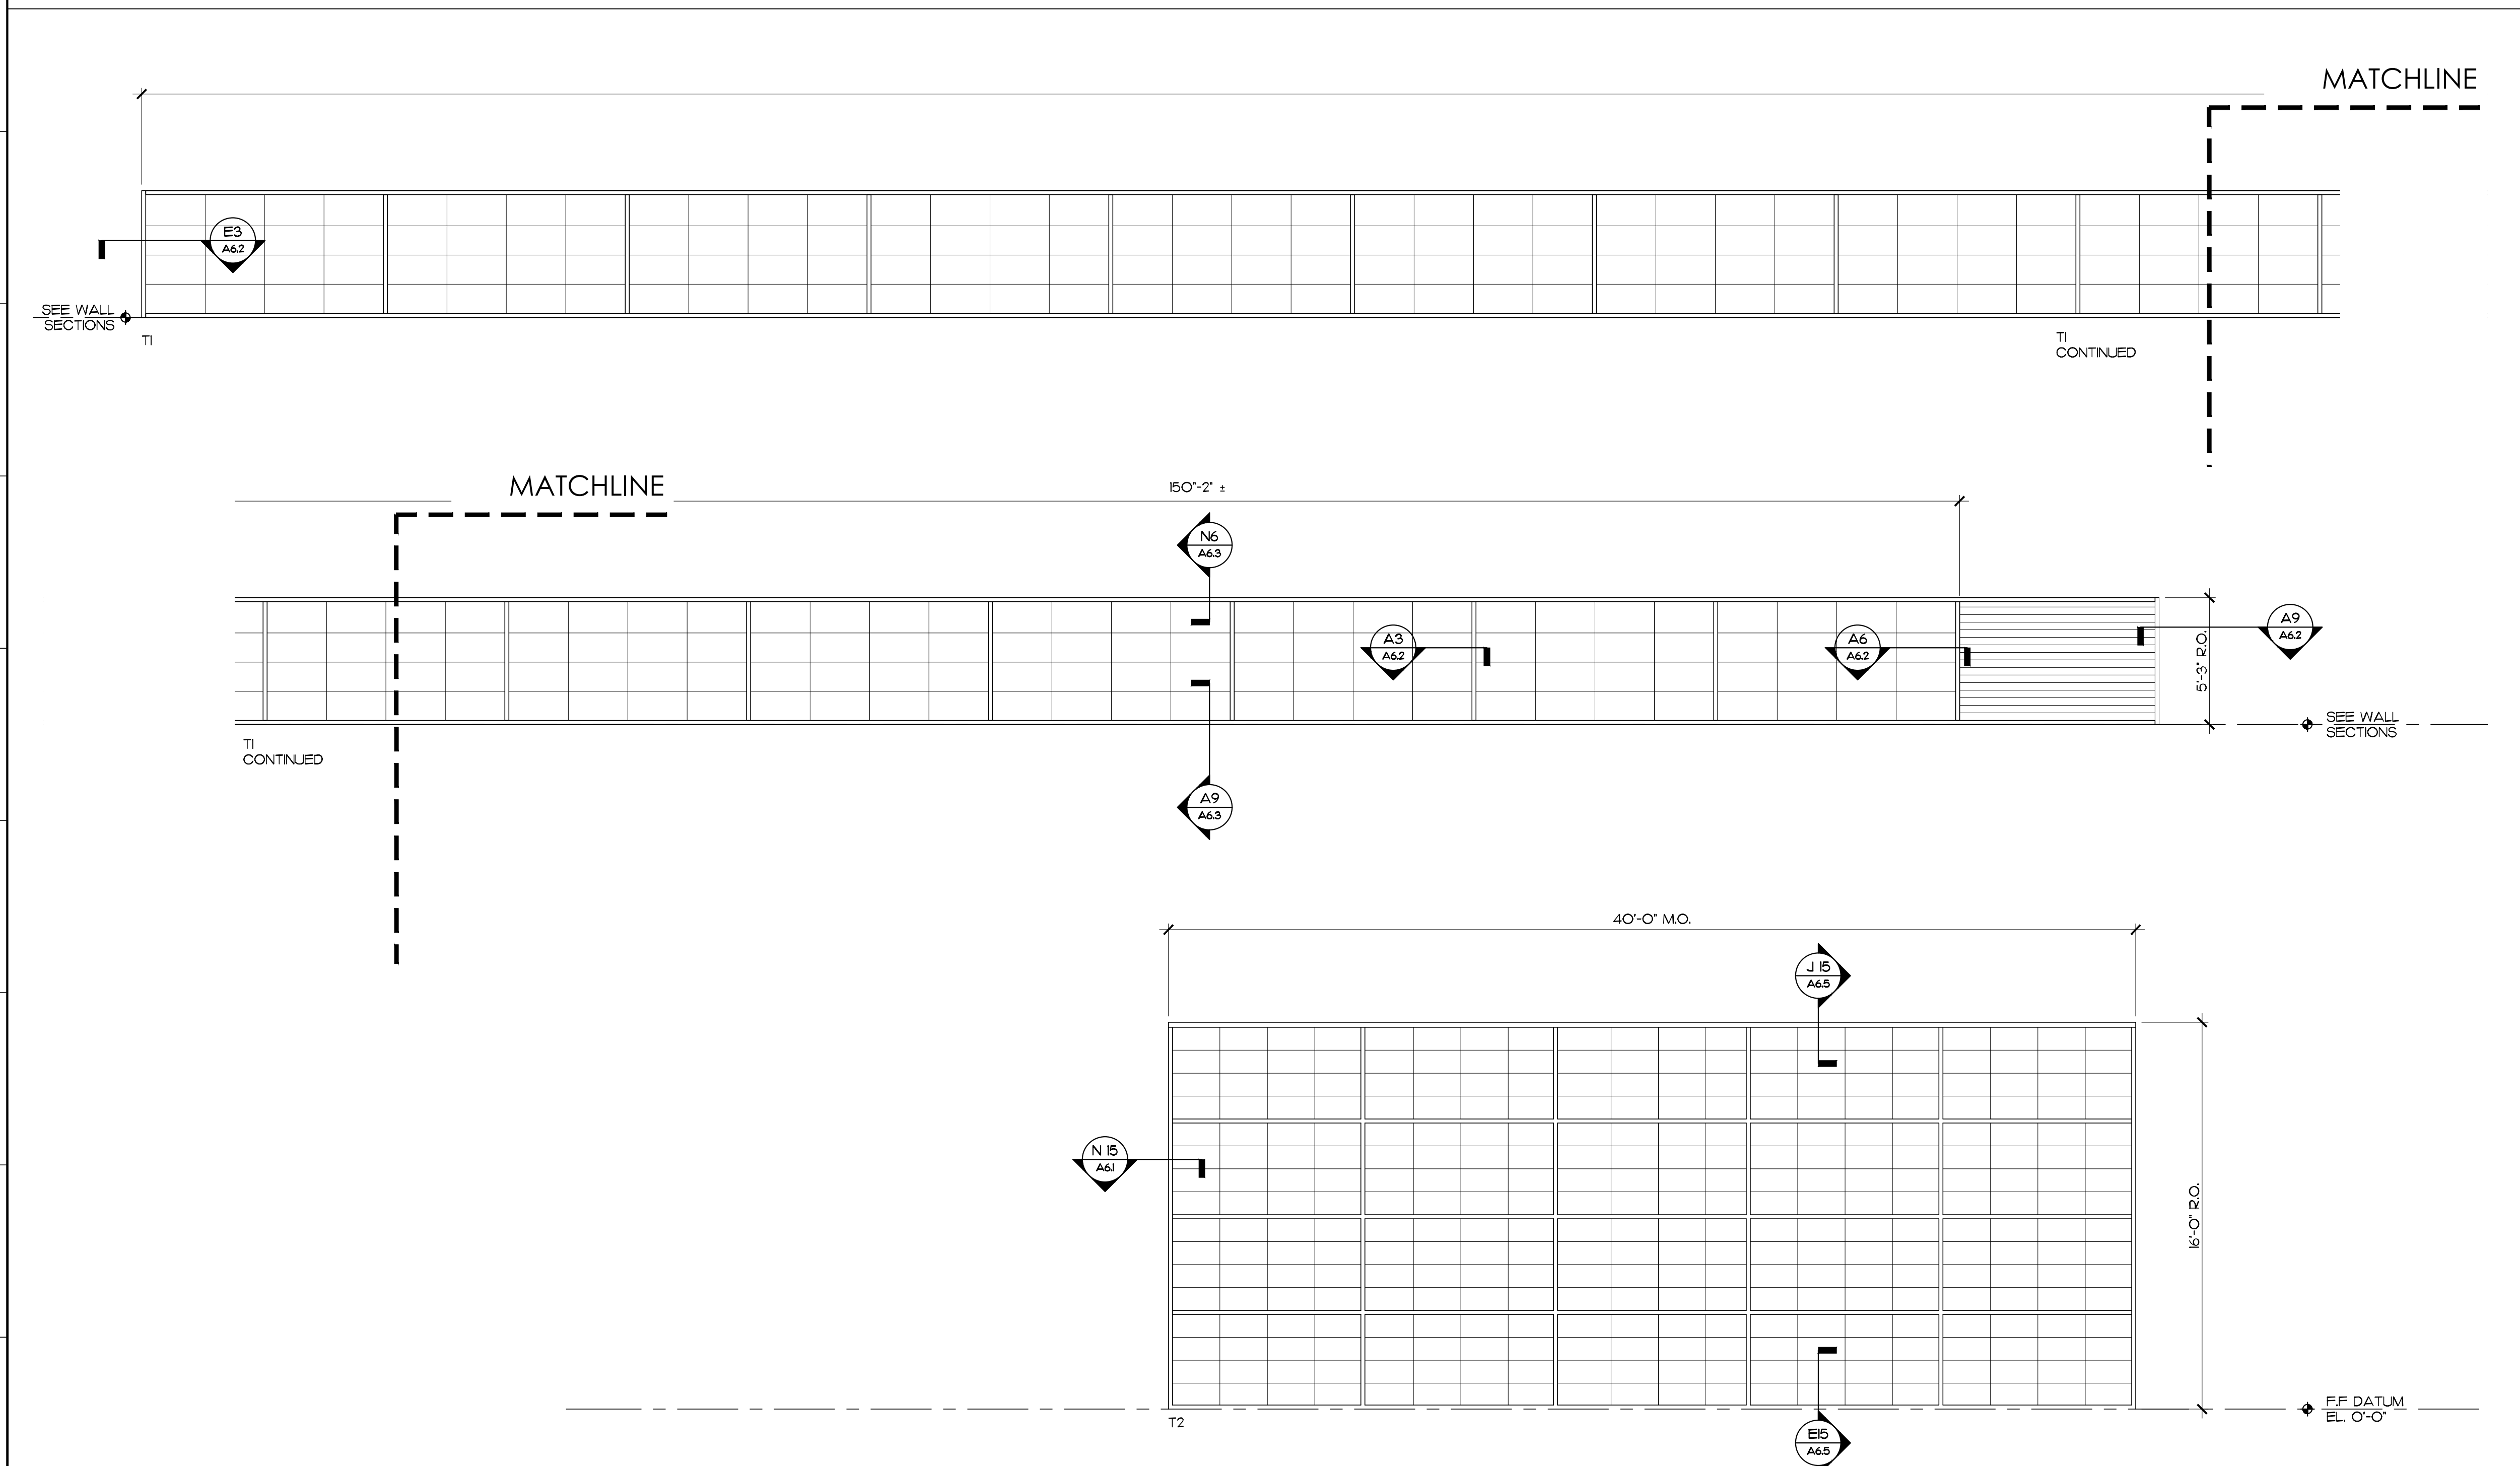 MATCHLINE
E3
A6.2
SEE WALL
SECTIONS
T1
T1
CONTINUED
MATCHLINE
150"-2" ±
N6
A6.3
A3
A6.2
A6
A6.2
A9
A6.2
5'-3" R.O.
SEE WALL
SECTIONS
T1
CONTINUED
A9
A6.3
40'-0" M.O.
J 15
A6.5
N 15
A6.1
16'-0" R.O.
F.F DATUM
EL. 0'-0"
T2
E15
A6.5